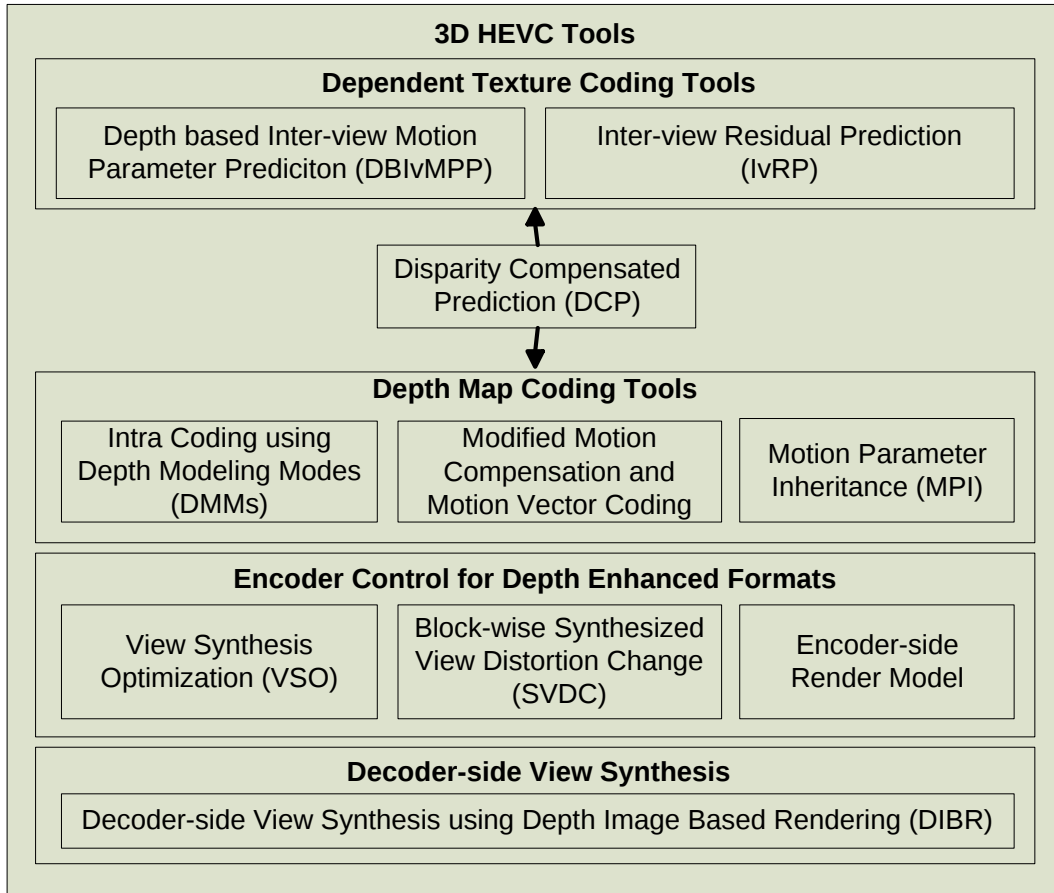 3D HEVC Tools
Dependent Texture Coding Tools
Depth based Inter-view Motion
Parameter Prediciton (DBIvMPP)
Inter-view Residual Prediction
(IvRP)
Disparity Compensated
Prediction (DCP)
Depth Map Coding Tools
Intra Coding using
Depth Modeling Modes
(DMMs)
Modified Motion
Compensation and
Motion Vector Coding
Motion Parameter
Inheritance (MPI)
Encoder Control for Depth Enhanced Formats
View Synthesis
Optimization (VSO)
Block-wise Synthesized
View Distortion Change
(SVDC)
Encoder-side
Render Model
Decoder-side View Synthesis
Decoder-side View Synthesis using Depth Image Based Rendering (DIBR)